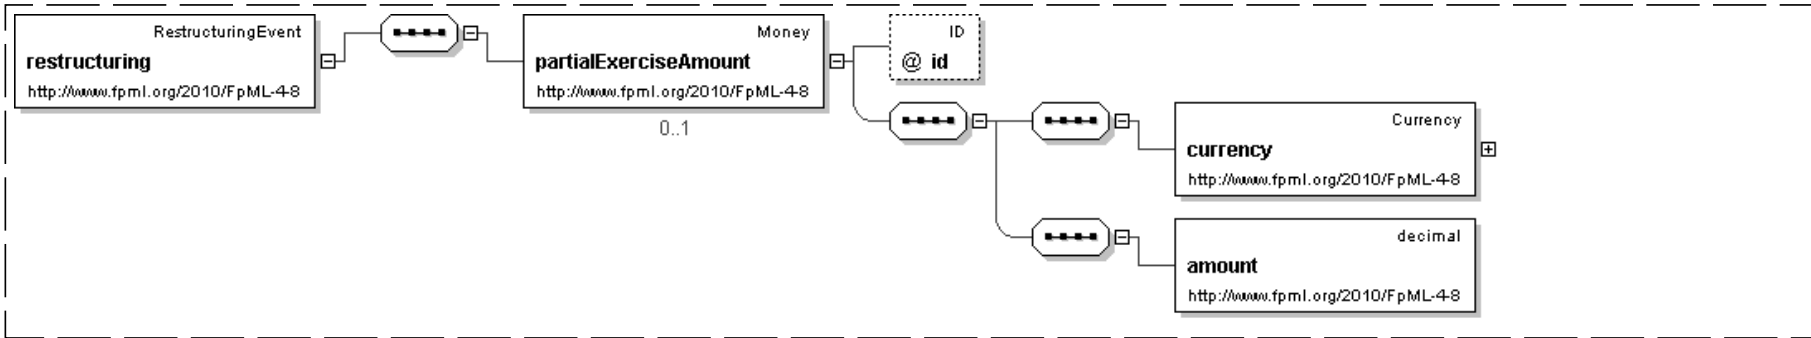 RestructuringEvent
restructuring
http://www.fpml.org/2010/FpML-4-8
Money
partialExerciseAmount
http://www.fpml.org/2010/FpML-4-8
0..1
ID
@ id
Currency
currency
http://www.fpml.org/2010/FpML-4-8
decimal
amount
http://www.fpml.org/2010/FpML-4-8